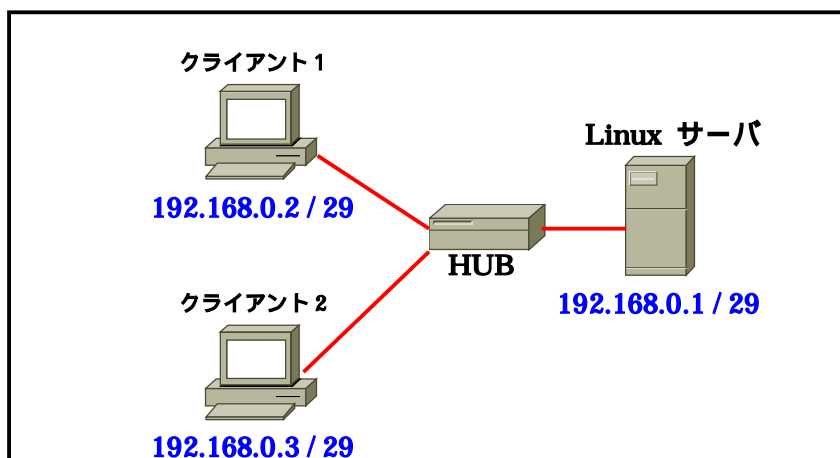 クライアント 1
192.168.0.2 / 29
Linux サーバ
HUB
192.168.0.1 / 29
クライアント 2
192.168.0.3 / 29